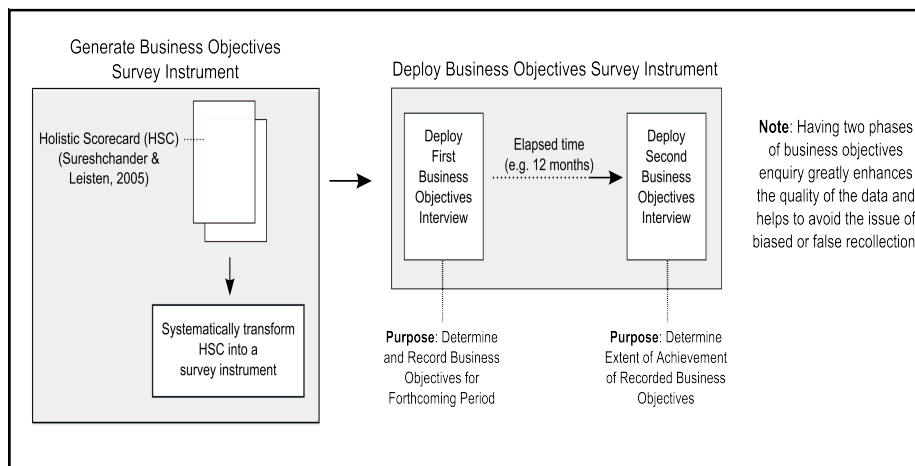 Generate Business Objectives
Survey Instrument
Holistic Scorecard (HSC)
(Sureshchander &
Leisten, 2005)
Systematically transform
HSC into a
survey instrument
Deploy Business Objectives Survey Instrument
Deploy
First
Business
Objectives
Interview
Elapsed time
(e.g. 12 months)
Deploy
Second
Business
Objectives
Interview
Purpose: Determine
and Record Business
Objectives for
Forthcoming Period
Purpose: Determine
Extent of Achievement
of Recorded Business
Objectives
Note: Having two phases
of business objectives
enquiry greatly enhances
the quality of the data and
helps to avoid the issue of
biased or false recollection